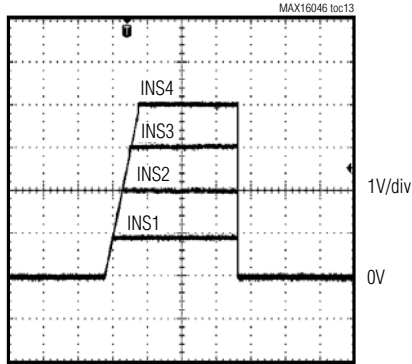 MAX16046 toc13
T
INS4
INS3
INS2
INS1
1V/div
0V